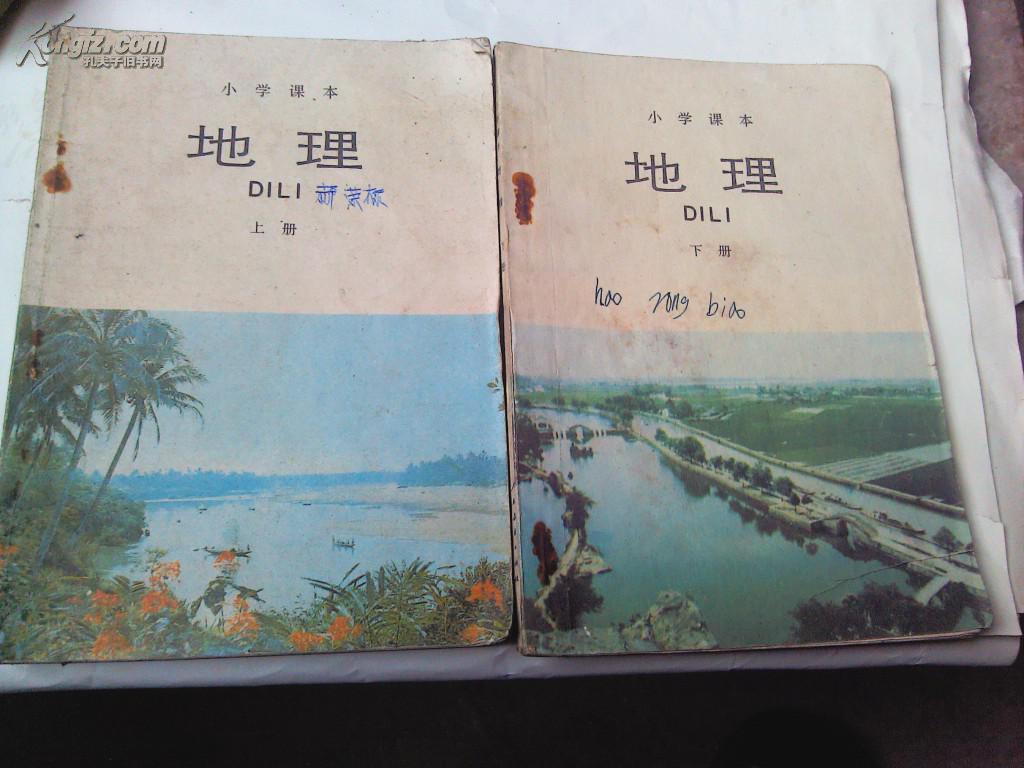 Kongfz.com
孔夫子旧书网
小学课本
地理
DILI
上册
小学课本
地理
DILI
下册
hao rong biao